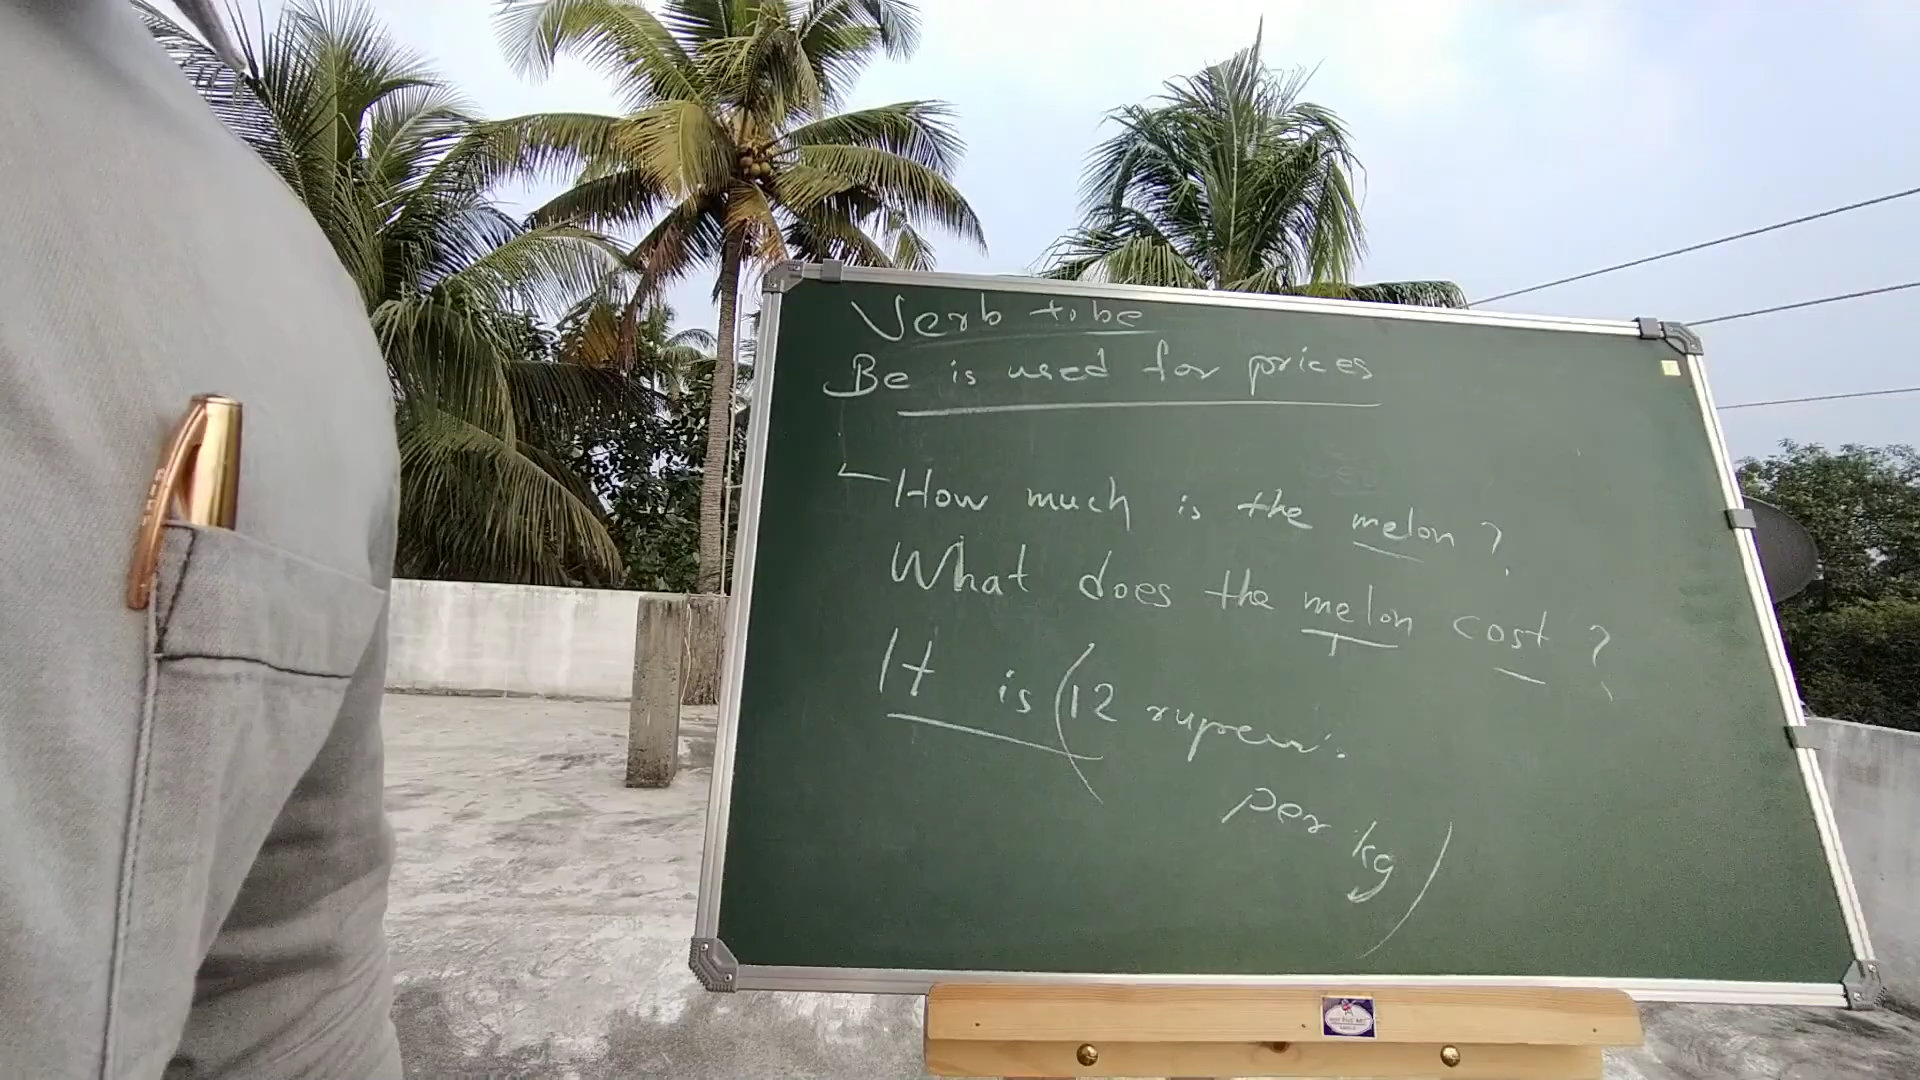 Verb to be
Be is used for prices
How much is the melon?
What does the melon cost?
It is (12 rupees.
per kg)